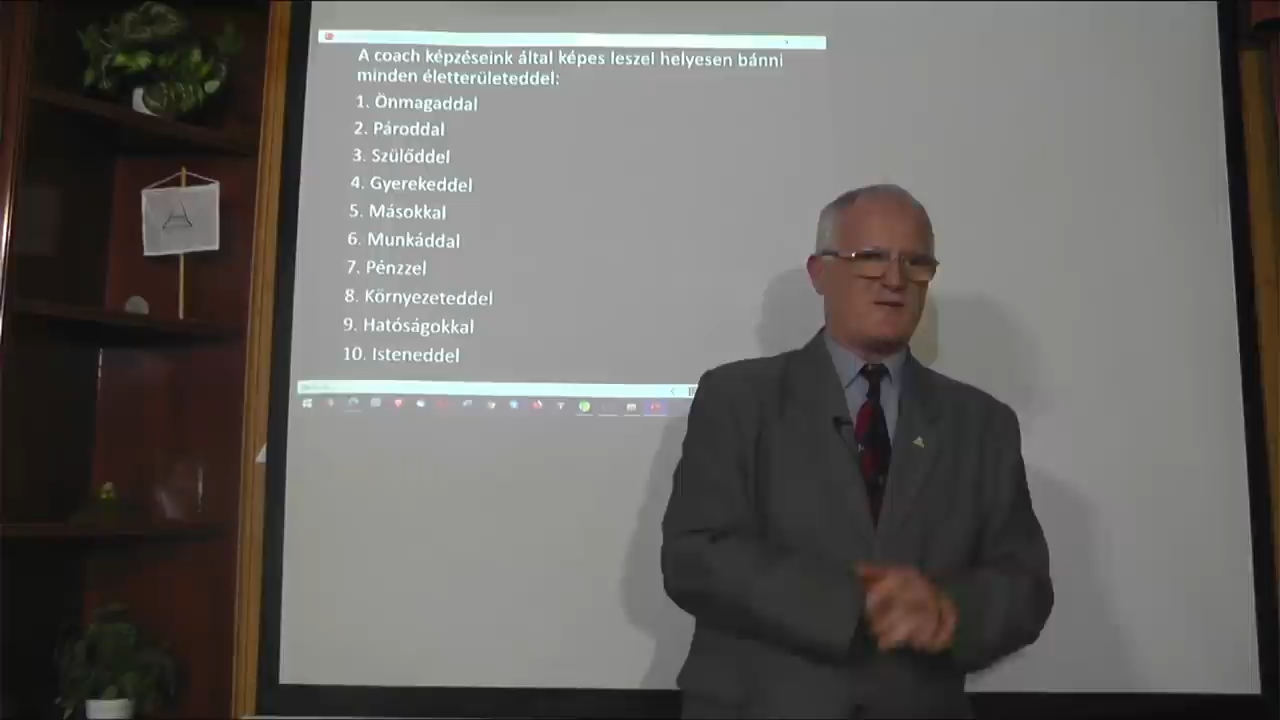 A coach képzéseink által képes leszel helyesen bánni
minden életterületeddel:
1. Önmagaddal
2. Pároddal
3. Szülőddel
4. Gyerekeddel
5. Másokkal
6. Munkáddal
7. Pénzzel
8. Környezeteddel
9. Hatóságokkal
10. Isteneddel